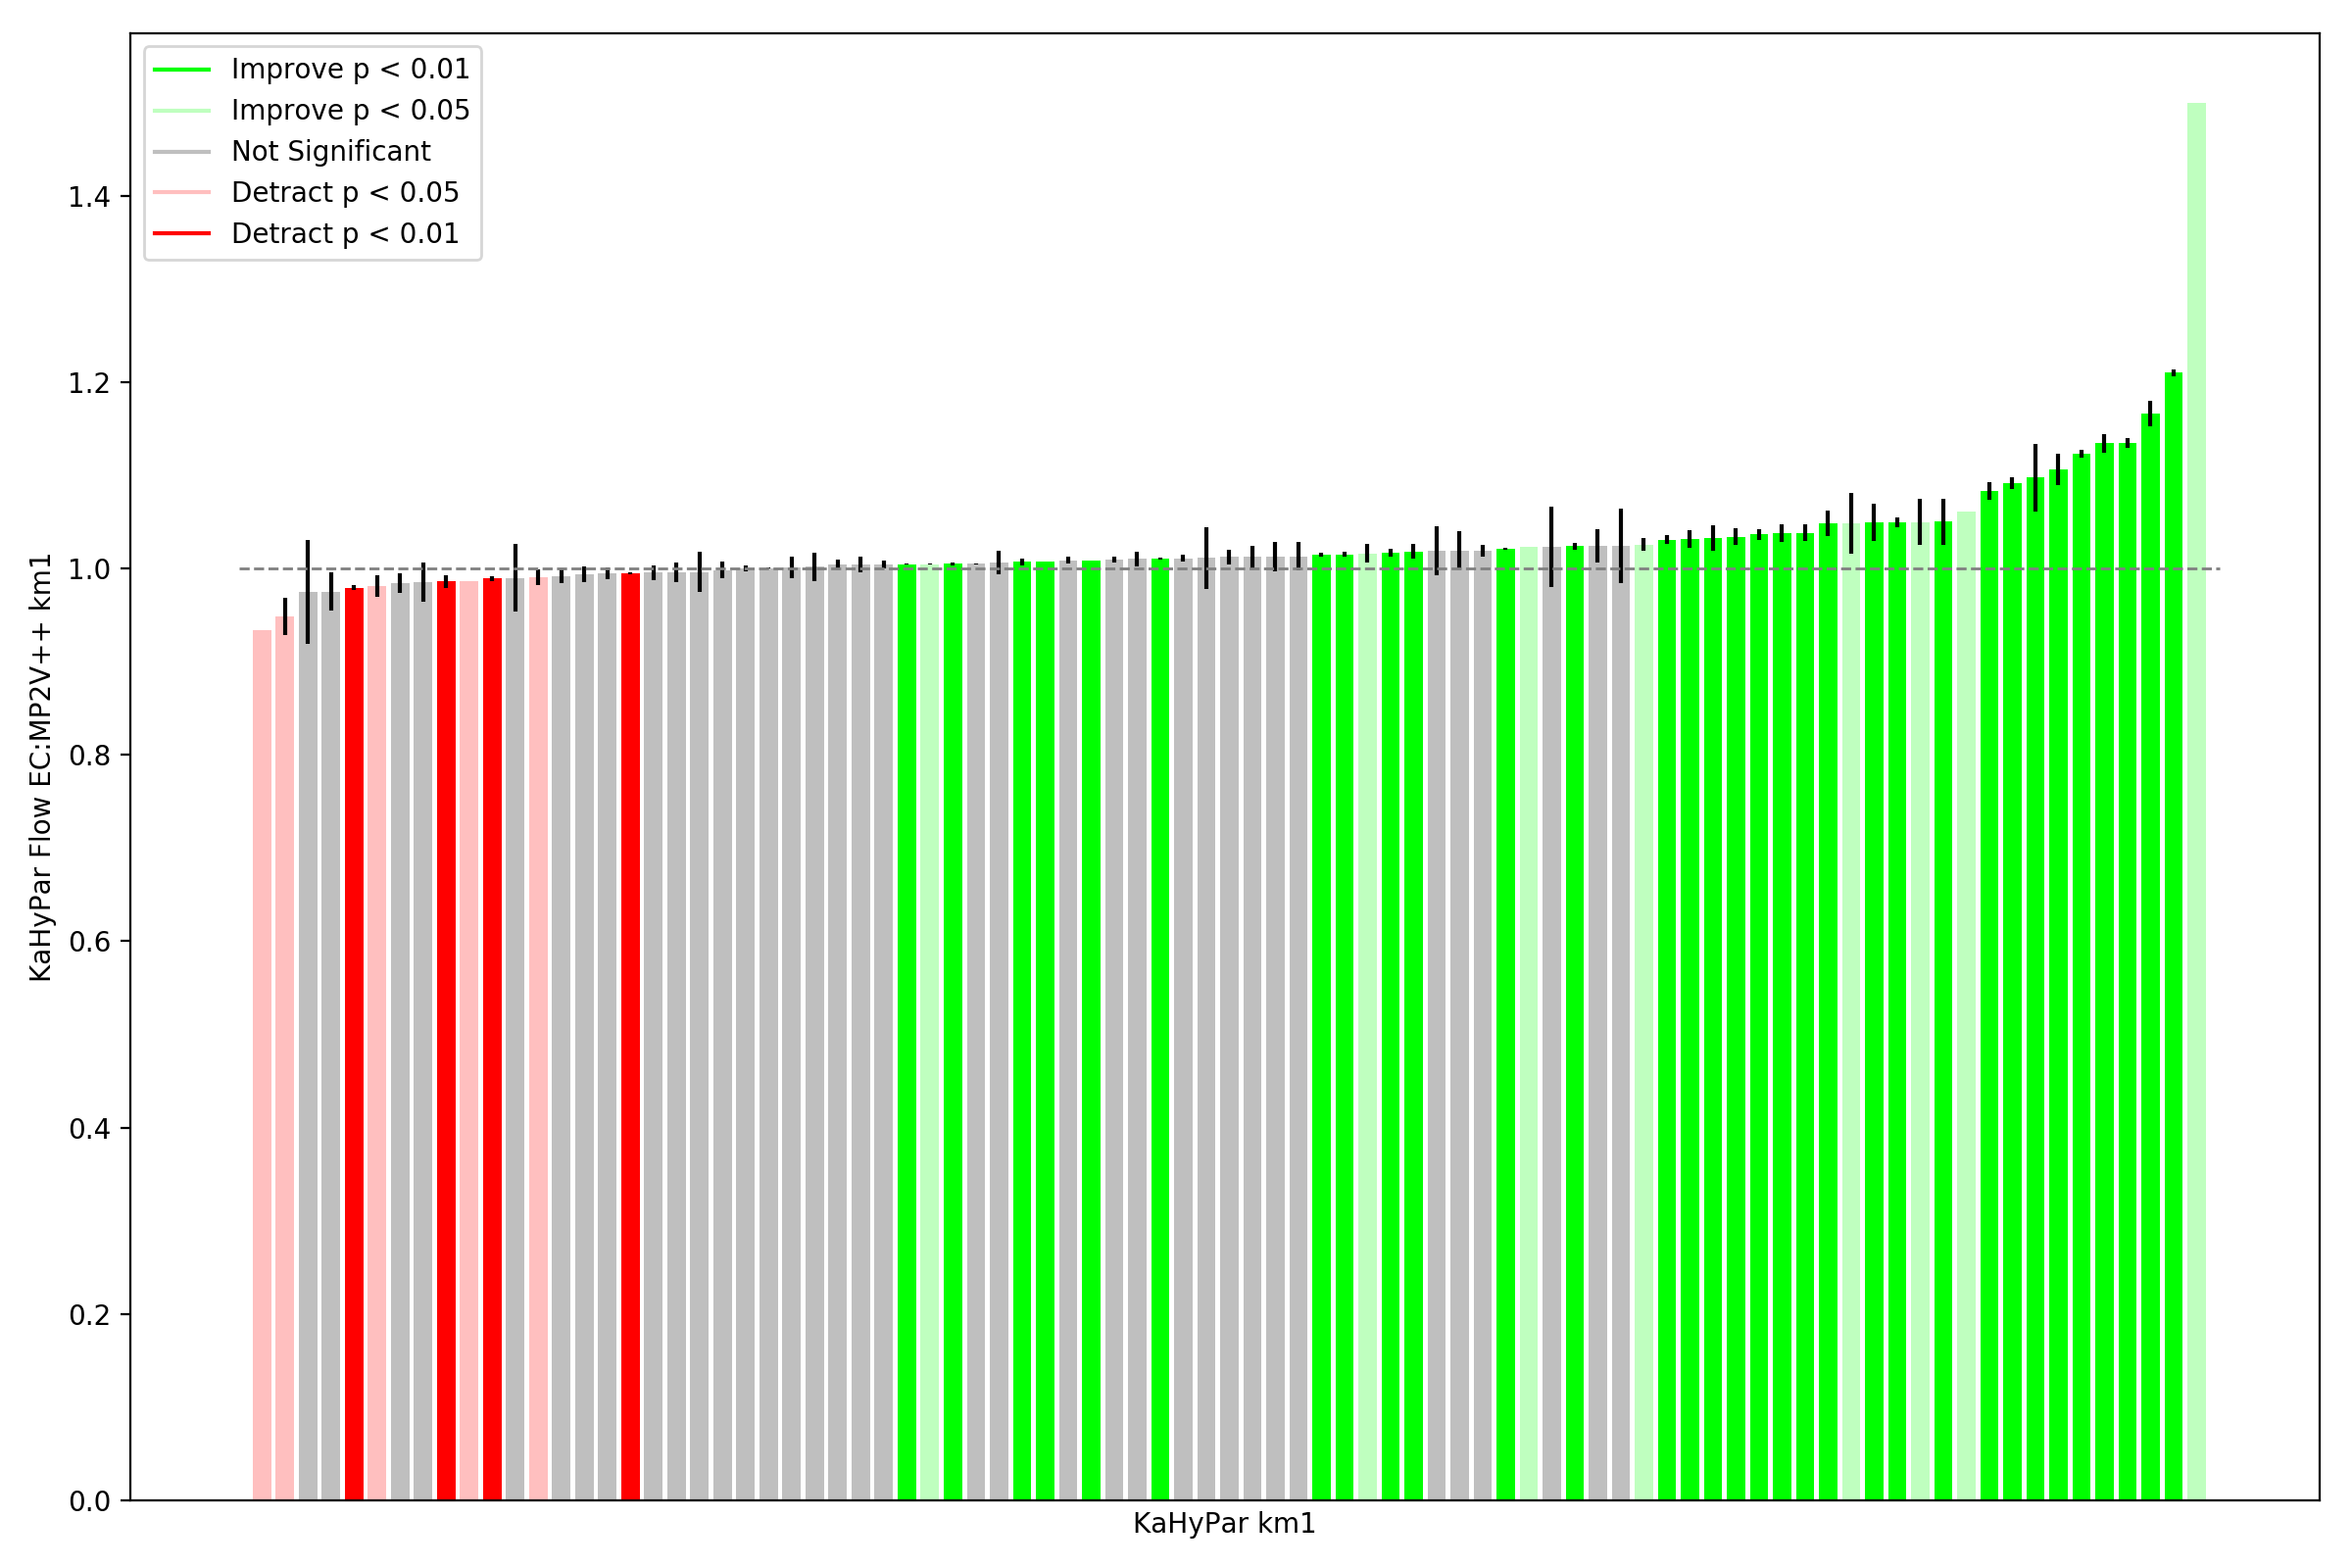 Improve p < 0.01
Improve p < 0.05
Not Significant
Detract p < 0.05
Detract p < 0.01
1.4
1.2
1.0
0.8
0.6
0.4
0.2
0.0
KaHyPar Flow EC:MP2V++ km1
KaHyPar km1